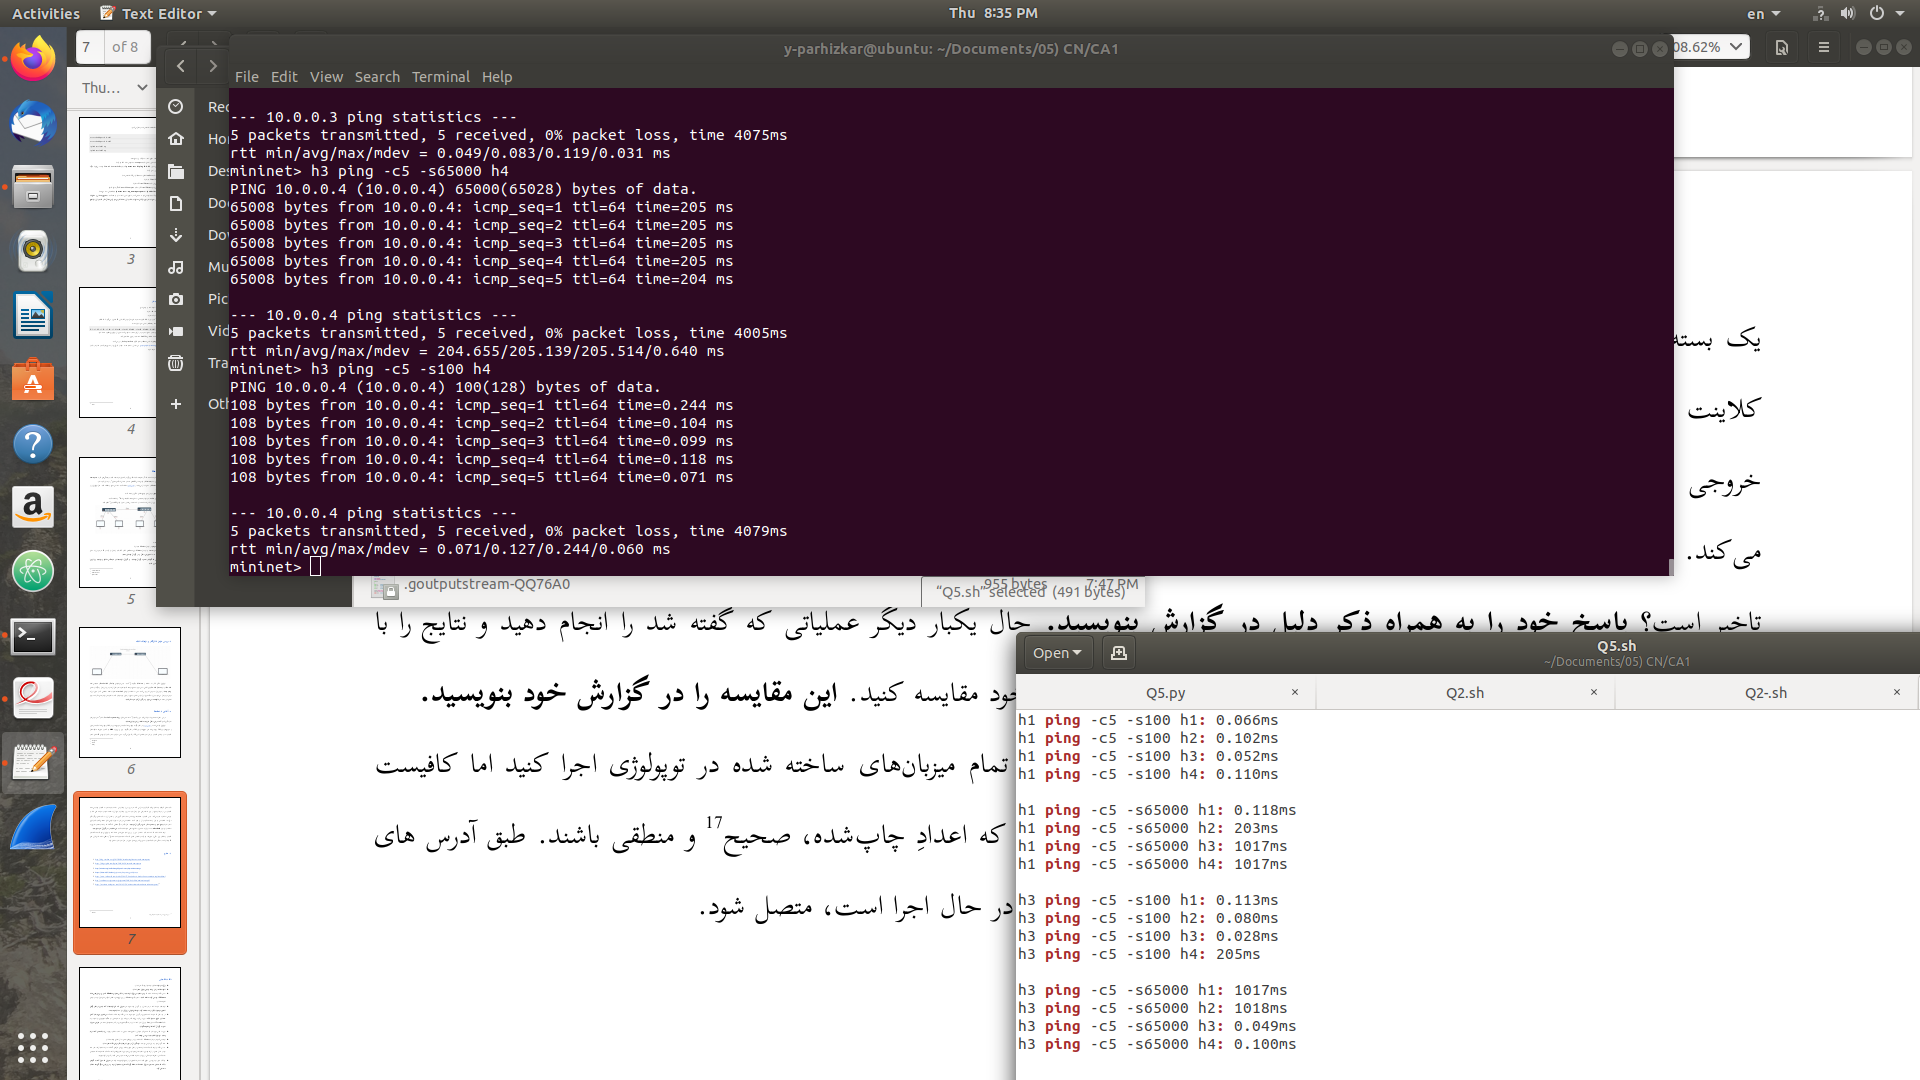 Activities
Text Editor
Thu 8:35 PM
en
7 of 8
Thu...
08.62%
y-parhizkar@ubuntu: ~/Documents/05) CN/CA1
File Edit View Search Terminal Help
--- 10.0.0.3 ping statistics ---
5 packets transmitted, 5 received, 0% packet loss, time 4075ms
rtt min/avg/max/mdev = 0.049/0.083/0.119/0.031 ms
mininet> h3 ping -c5 -s65000 h4
PING 10.0.0.4 (10.0.0.4) 65000(65028) bytes of data.
65008 bytes from 10.0.0.4: icmp_seq=1 ttl=64 time=205 ms
65008 bytes from 10.0.0.4: icmp_seq=2 ttl=64 time=205 ms
65008 bytes from 10.0.0.4: icmp_seq=3 ttl=64 time=205 ms
65008 bytes from 10.0.0.4: icmp_seq=4 ttl=64 time=205 ms
65008 bytes from 10.0.0.4: icmp_seq=5 ttl=64 time=204 ms
--- 10.0.0.4 ping statistics ---
5 packets transmitted, 5 received, 0% packet loss, time 4005ms
rtt min/avg/max/mdev = 204.655/205.139/205.514/0.640 ms
mininet> h3 ping -c5 -s100 h4
PING 10.0.0.4 (10.0.0.4) 100(128) bytes of data.
108 bytes from 10.0.0.4: icmp_seq=1 ttl=64 time=0.244 ms
108 bytes from 10.0.0.4: icmp_seq=2 ttl=64 time=0.104 ms
108 bytes from 10.0.0.4: icmp_seq=3 ttl=64 time=0.099 ms
108 bytes from 10.0.0.4: icmp_seq=4 ttl=64 time=0.118 ms
108 bytes from 10.0.0.4: icmp_seq=5 ttl=64 time=0.071 ms
--- 10.0.0.4 ping statistics ---
5 packets transmitted, 5 received, 0% packet loss, time 4079ms
rtt min/avg/max/mdev = 0.071/0.127/0.244/0.060 ms
mininet>
Rec
Ho
Des
Do
Do
Mu
Pic
Vid
Tra
Oth
.goutputstream-QQ76A0
955 bytes
7:47 PM
“Q5.sh” selected (491 bytes)
3
4
5
6
7
یک بسته
کلاینت
خروجی
می‌کند.
تاخیر است؟ پاسخ خود را به همراه ذکر دلیل در گزارش بنویسید. حال یکبار دیگر عملیاتی که گفته شد را انجام دهید و نتایج را با
خود مقایسه کنید. این مقایسه را در گزارش خود بنویسید.
تمام میزبان‌های ساخته شده در توپولوژی اجرا کنید اما کافیست
که اعدادِ چاپ‌شده، صحیح17 و منطقی باشند. طبق آدرس های
در حال اجرا است، متصل شود.
Open
Q5.sh
~/Documents/05) CN/CA1
Q5.py
Q2.sh
Q2-.sh
h1 ping -c5 -s100 h1: 0.066ms
h1 ping -c5 -s100 h2: 0.102ms
h1 ping -c5 -s100 h3: 0.052ms
h1 ping -c5 -s100 h4: 0.110ms
h1 ping -c5 -s65000 h1: 0.118ms
h1 ping -c5 -s65000 h2: 203ms
h1 ping -c5 -s65000 h3: 1017ms
h1 ping -c5 -s65000 h4: 1017ms
h3 ping -c5 -s100 h1: 0.113ms
h3 ping -c5 -s100 h2: 0.080ms
h3 ping -c5 -s100 h3: 0.028ms
h3 ping -c5 -s100 h4: 205ms
h3 ping -c5 -s65000 h1: 1017ms
h3 ping -c5 -s65000 h2: 1018ms
h3 ping -c5 -s65000 h3: 0.049ms
h3 ping -c5 -s65000 h4: 0.100ms